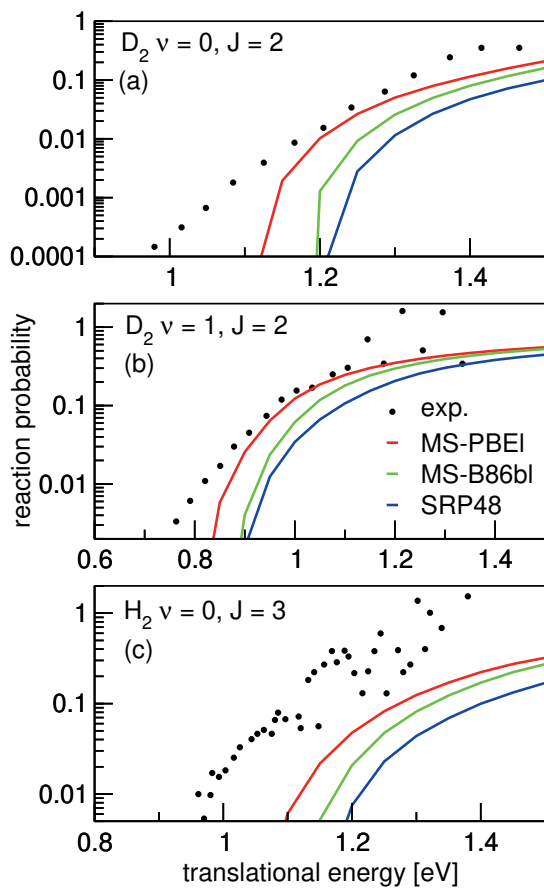 D2 ν = 0, J = 2
(a)
1
0.1
0.01
0.001
0.0001
1
1.2
1.4
reaction probability
D2 ν = 1, J = 2
(b)
1
0.1
0.01
0.6
0.8
1
1.2
1.4
exp.
MS-PBEl
MS-B86bl
SRP48
H2 ν = 0, J = 3
(c)
1
0.1
0.01
0.8
1
1.2
1.4
translational energy [eV]